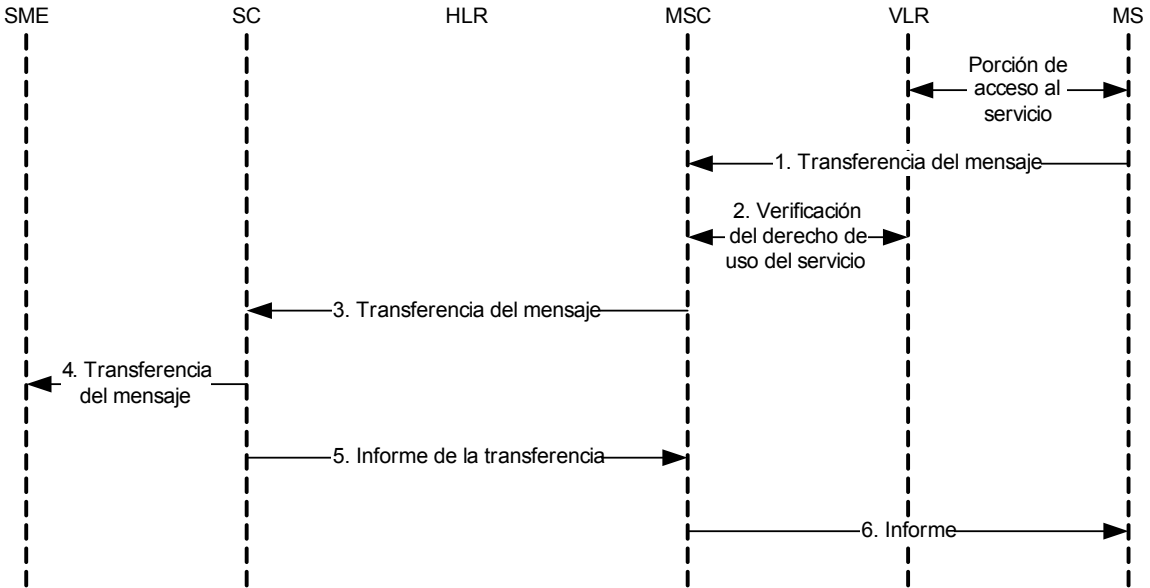 SME
SC
HLR
MSC
VLR
MS
Porción de
acceso al
servicio
1. Transferencia del mensaje
2. Verificación
del derecho de
uso del servicio
3. Transferencia del mensaje
4. Transferencia
del mensaje
5. Informe de la transferencia
6. Informe